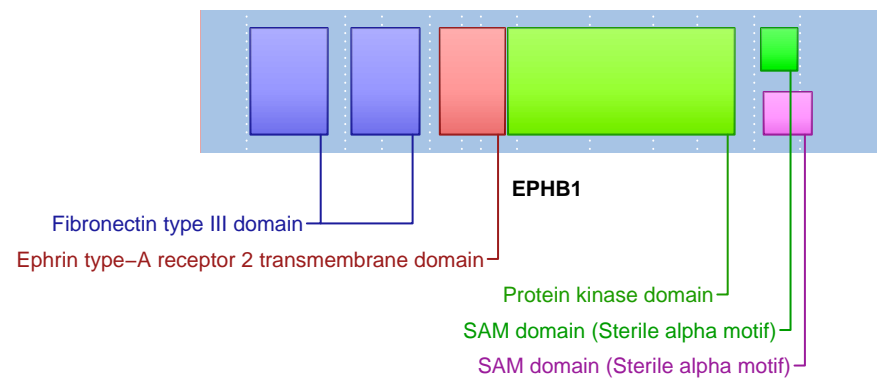 EPHB1
Fibronectin type III domain
Ephrin type−A receptor 2 transmembrane domain
Protein kinase domain
SAM domain (Sterile alpha motif)
SAM domain (Sterile alpha motif)